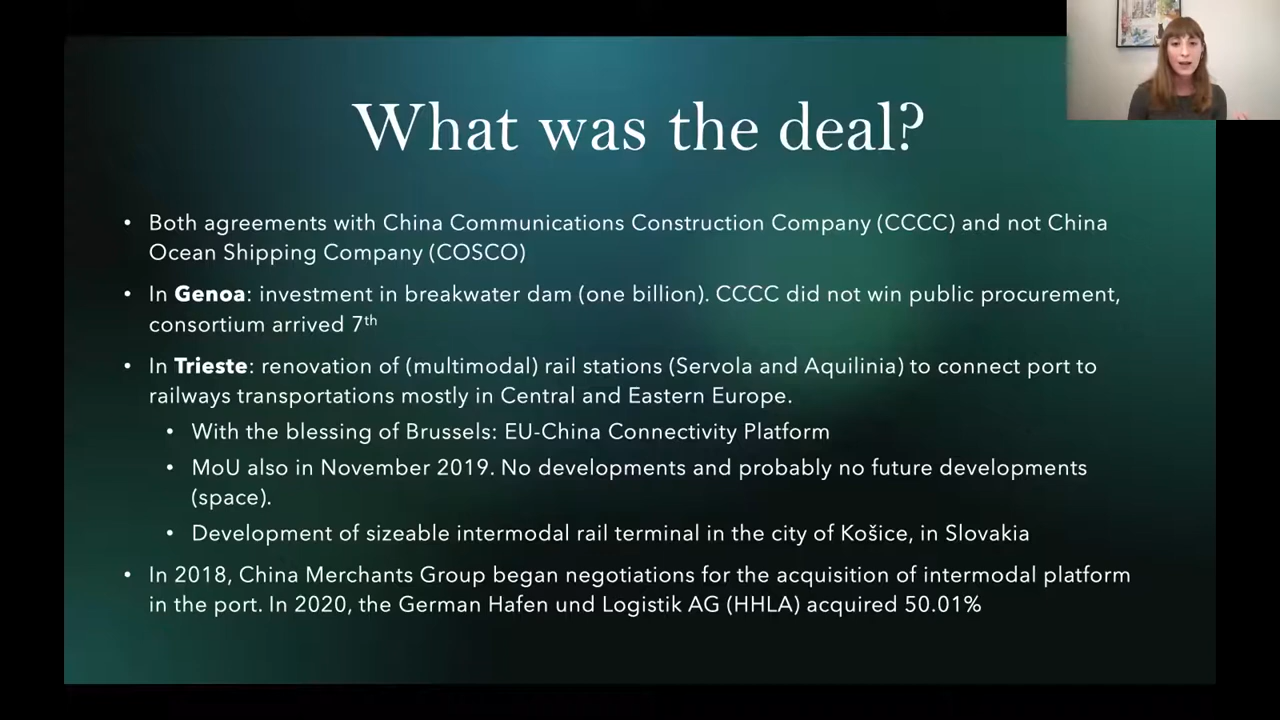 What was the deal?
• Both agreements with China Communications Construction Company (CCCC) and not China
Ocean Shipping Company (COSCO)
• In Genoa: investment in breakwater dam (one billion). CCCC did not win public procurement,
consortium arrived 7th
• In Trieste: renovation of (multimodal) rail stations (Servola and Aquilinia) to connect port to
railways transportations mostly in Central and Eastern Europe.
• With the blessing of Brussels: EU-China Connectivity Platform
• MoU also in November 2019. No developments and probably no future developments
(space).
• Development of sizeable intermodal rail terminal in the city of Košice, in Slovakia
• In 2018, China Merchants Group began negotiations for the acquisition of intermodal platform
in the port. In 2020, the German Hafen und Logistik AG (HHLA) acquired 50.01%